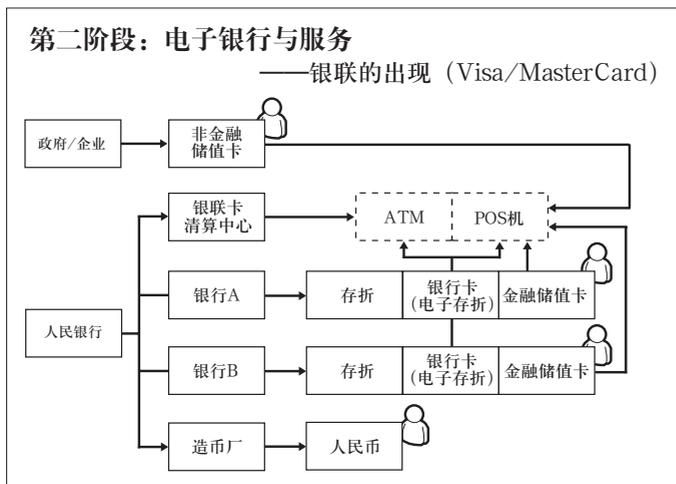 第二阶段：电子银行与服务
——银联的出现（Visa/MasterCard）
政府/企业
非金融
储值卡
银联卡
清算中心
ATM
POS机
人民银行
银行A
存折
银行卡
（电子存折）
金融储值卡
银行B
存折
银行卡
（电子存折）
金融储值卡
造币厂
人民币